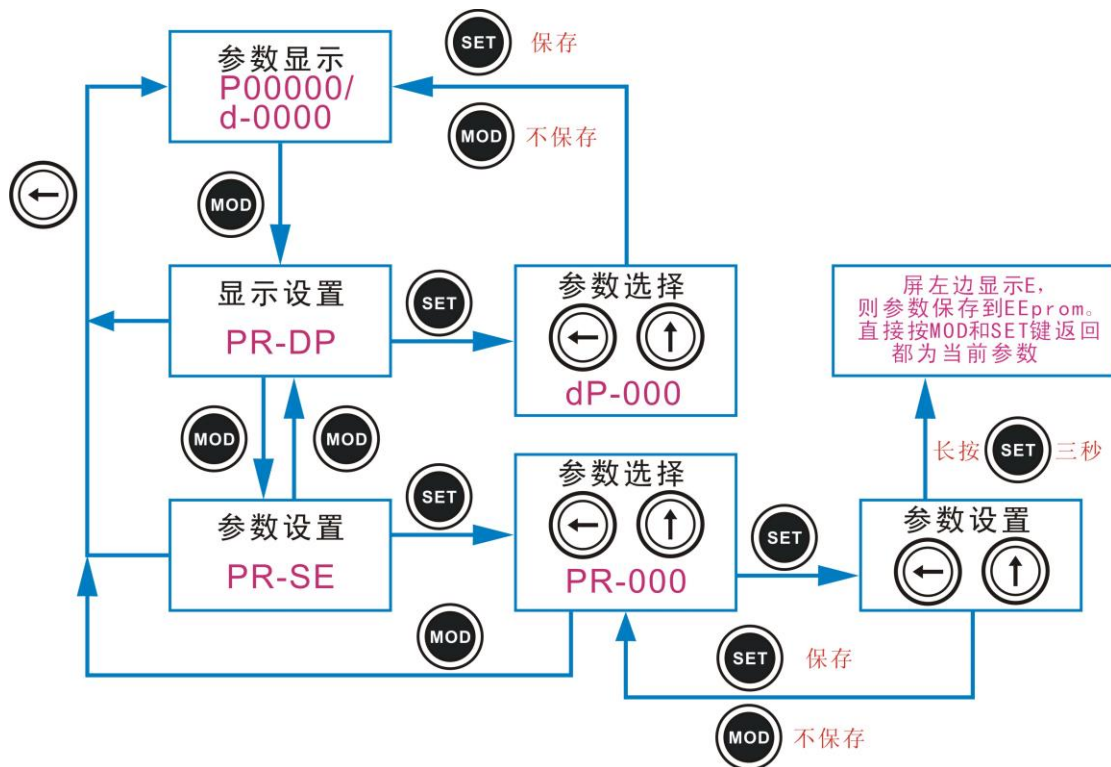 参数显示
P00000/
d-0000
SET 保存
MOD 不保存
MOD
显示设置
PR-DP
SET
参数选择
dP-000
屏左边显示E，
则参数保存到EEprom。
直接按MOD和SET键返回
都为当前参数
MOD
MOD
长按 SET 三秒
参数设置
PR-SE
SET
参数选择
PR-000
SET
参数设置
MOD
SET 保存
MOD 不保存